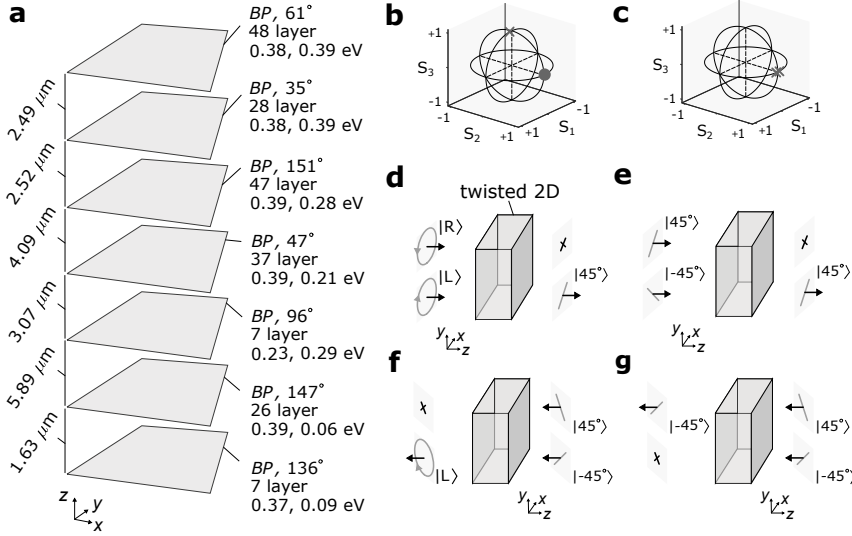 a
BP, 61°
48 layer
0.38, 0.39 eV
2.49 μm
BP, 35°
28 layer
0.38, 0.39 eV
2.52 μm
BP, 151°
47 layer
0.39, 0.28 eV
4.09 μm
BP, 47°
37 layer
0.39, 0.21 eV
3.07 μm
BP, 96°
7 layer
0.23, 0.29 eV
5.89 μm
BP, 147°
26 layer
0.39, 0.06 eV
1.63 μm
BP, 136°
7 layer
0.37, 0.09 eV
z
y
x
b
+1
S3
-1
-1
S2
+1
+1
S1
-1
c
+1
S3
-1
-1
S2
+1
+1
S1
-1
d
twisted 2D
|R⟩
|L⟩
|45°⟩
y
x
z
e
|45°⟩
|-45°⟩
|45°⟩
y
x
z
f
|45°⟩
|L⟩
|-45°⟩
y
x
z
g
|-45°⟩
|45°⟩
|-45°⟩
y
x
z